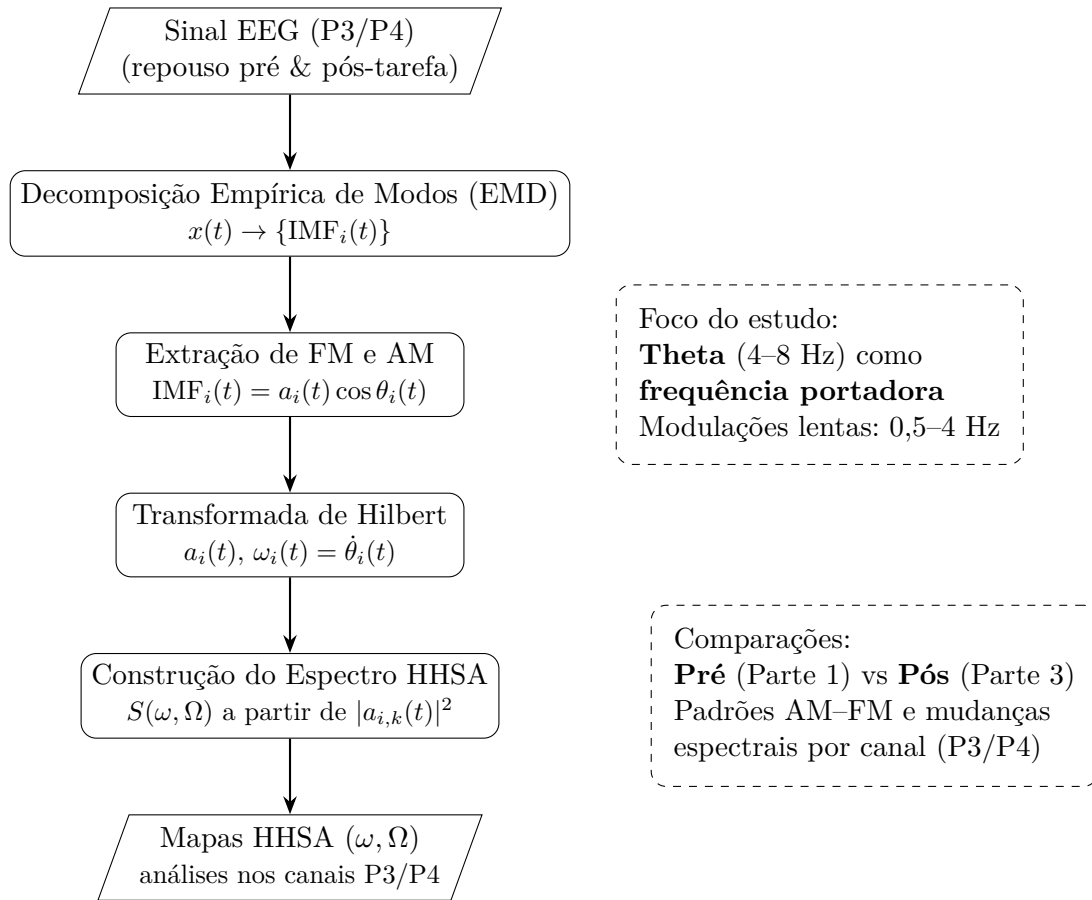 Sinal EEG (P3/P4)
(repouso pré & pós-tarefa)
Decomposição Empírica de Modos (EMD)
x(t) → {IMF_i(t)}
Extração de FM e AM
IMF_i(t) = a_i(t) cos θ_i(t)
Transformada de Hilbert
a_i(t), ω_i(t) = θ̇_i(t)
Construção do Espectro HHSA
S(ω, Ω) a partir de |a_{i,k}(t)|²
Mapas HHSA (ω, Ω)
análises nos canais P3/P4
Foco do estudo:
Theta (4–8 Hz) como
frequência portadora
Modulações lentas: 0,5–4 Hz
Comparações:
Pré (Parte 1) vs Pós (Parte 3)
Padrões AM–FM e mudanças
espectrais por canal (P3/P4)